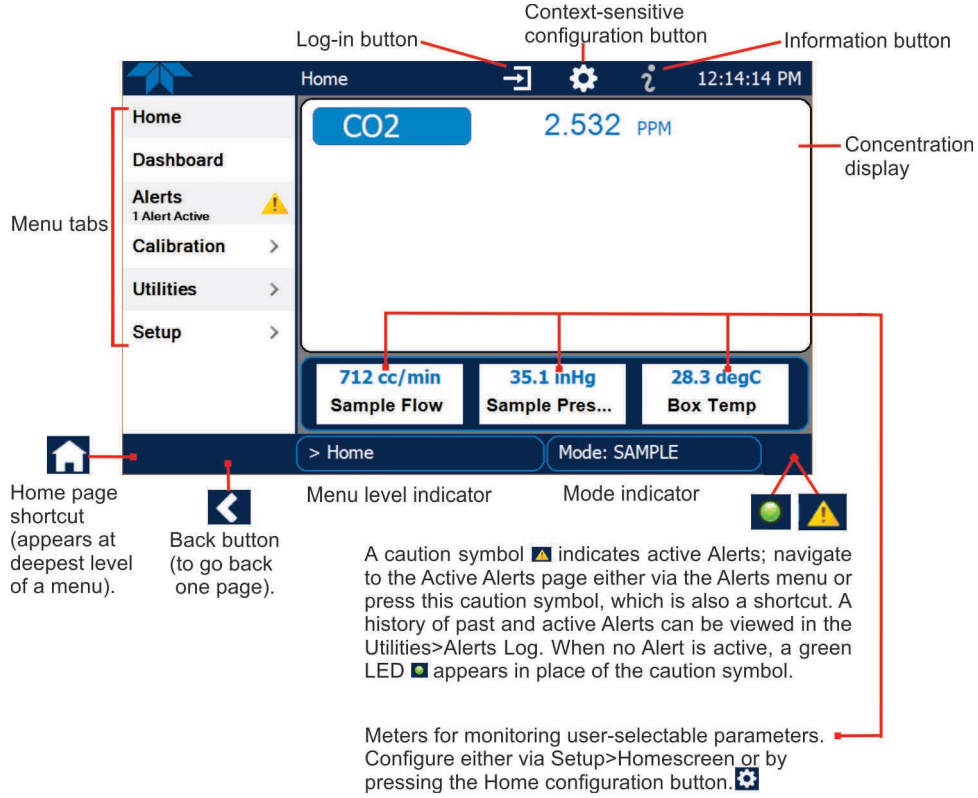 Context-sensitive
configuration button
Log-in button
Information button
Home
12:14:14 PM
Home
CO2
2.532 PPM
Concentration
display
Dashboard
Alerts
1 Alert Active
Menu tabs
Calibration
Utilities
Setup
712 cc/min
Sample Flow
35.1 inHg
Sample Pres...
28.3 degC
Box Temp
> Home
Mode: SAMPLE
Home page
shortcut
(appears at
deepest level
of a menu).
Back button
(to go back
one page).
Menu level indicator
Mode indicator
A caution symbol indicates active Alerts; navigate
to the Active Alerts page either via the Alerts menu or
press this caution symbol, which is also a shortcut. A
history of past and active Alerts can be viewed in the
Utilities>Alerts Log. When no Alert is active, a green
LED appears in place of the caution symbol.
Meters for monitoring user-selectable parameters.
Configure either via Setup>Homescreen or by
pressing the Home configuration button.